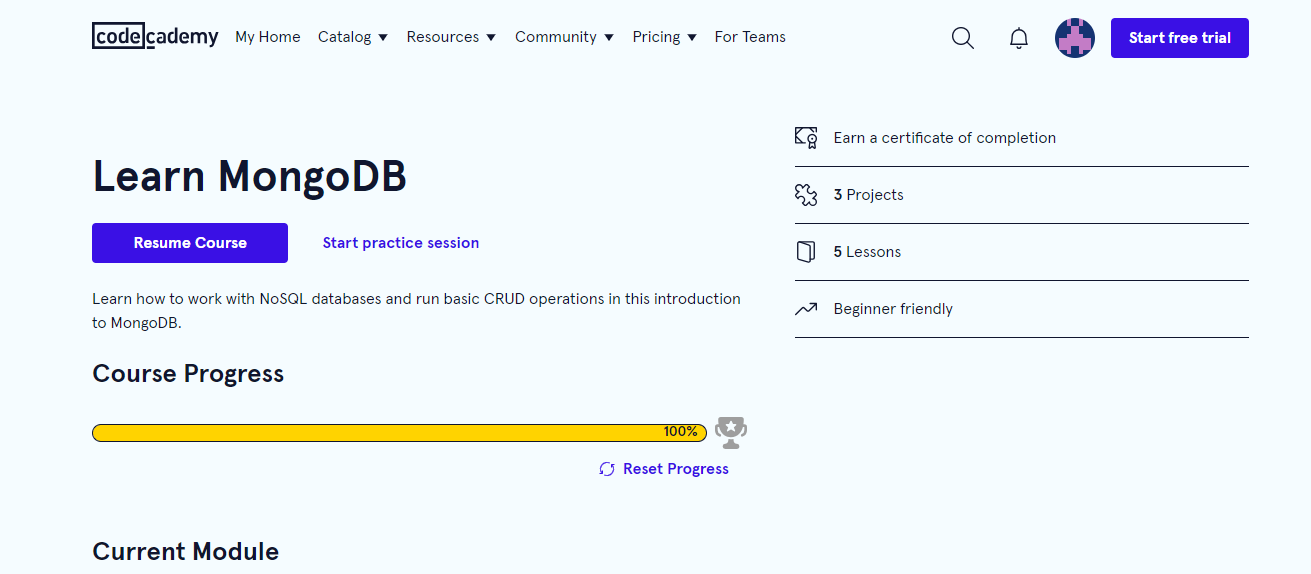 codecademy My Home Catalog Resources Community Pricing For Teams Start free trial
Learn MongoDB
Resume Course Start practice session
Learn how to work with NoSQL databases and run basic CRUD operations in this introduction
to MongoDB.
Course Progress
100%
Reset Progress
Current Module
Earn a certificate of completion
3 Projects
5 Lessons
Beginner friendly